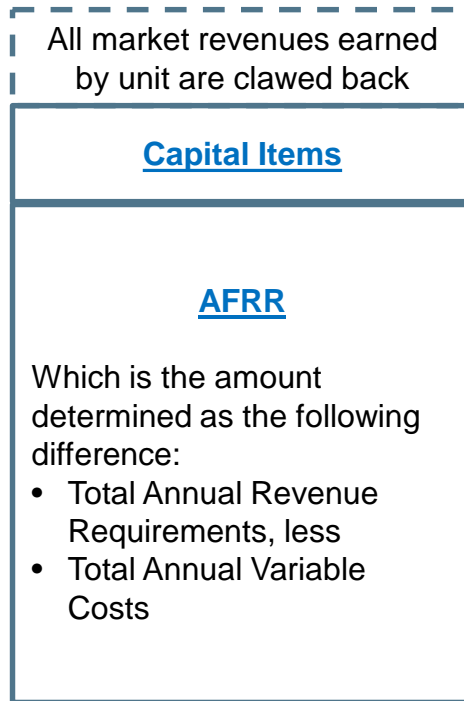 All market revenues earned
by unit are clawed back
Capital Items
AFRR
Which is the amount
determined as the following
difference:
• Total Annual Revenue
Requirements, less
• Total Annual Variable
Costs